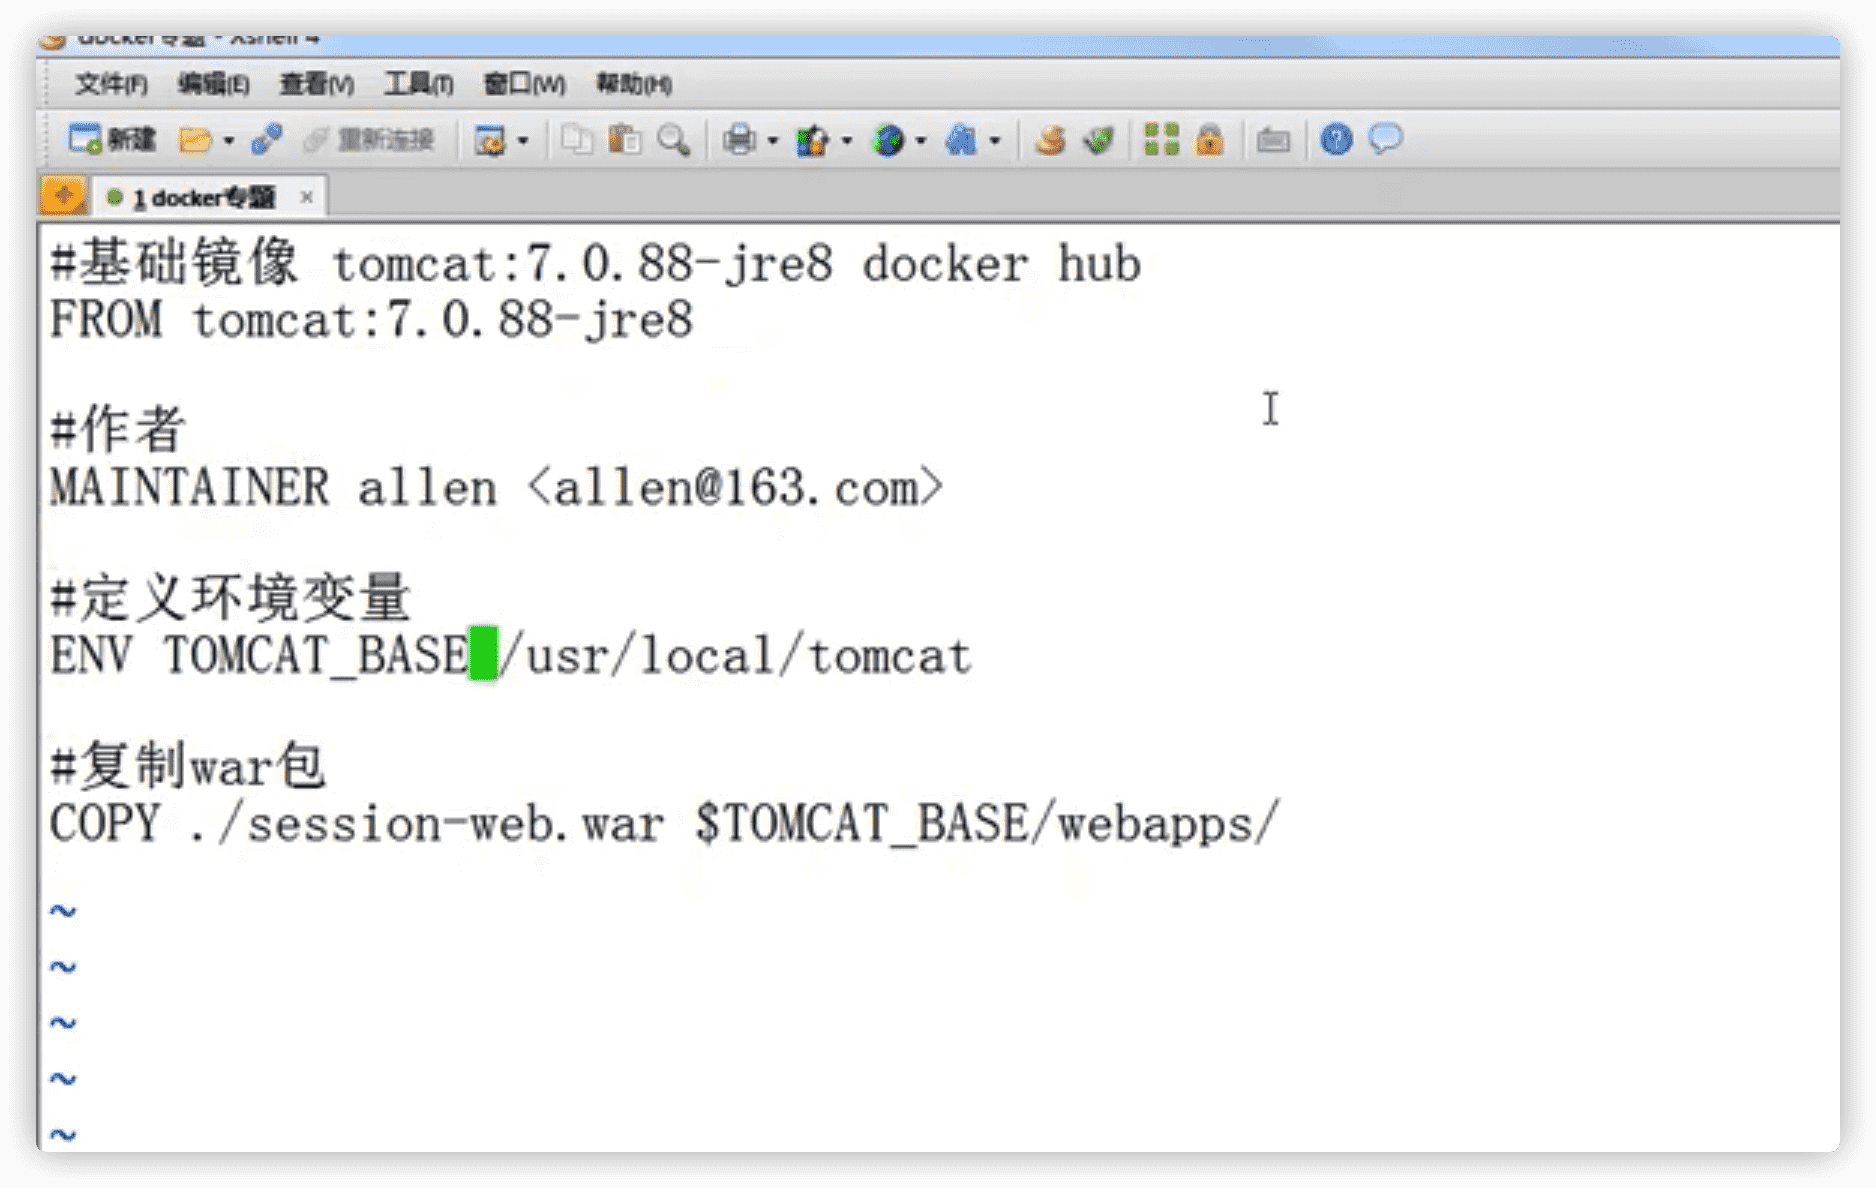 docker专题 - Xshell 4
文件(F) 编辑(E) 查看(V) 工具(T) 窗口(W) 帮助(H)
新建 重新连接
1 docker专题 ×
#基础镜像 tomcat:7.0.88-jre8 docker hub
FROM tomcat:7.0.88-jre8
#作者
MAINTAINER allen <allen@163.com>
#定义环境变量
ENV TOMCAT_BASE /usr/local/tomcat
#复制war包
COPY ./session-web.war $TOMCAT_BASE/webapps/
~
~
~
~
~